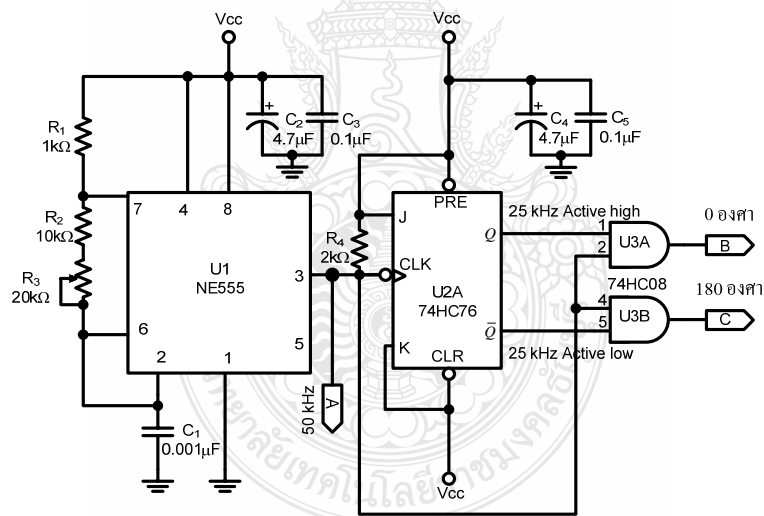 Vcc
Vcc
R1
1kΩ
C2
4.7μF
C3
0.1μF
C4
4.7μF
C5
0.1μF
7
4
8
R2
10kΩ
R3
20kΩ
U1
NE555
3
6
5
2
1
C1
0.001μF
50 kHz
A
R4
2kΩ
PRE
J
Q
CLK
U2A
74HC76
Q̅
K
CLR
Vcc
25 kHz Active high
1
2
U3A
0 องศา
B
74HC08
4
5
U3B
180 องศา
C
25 kHz Active low